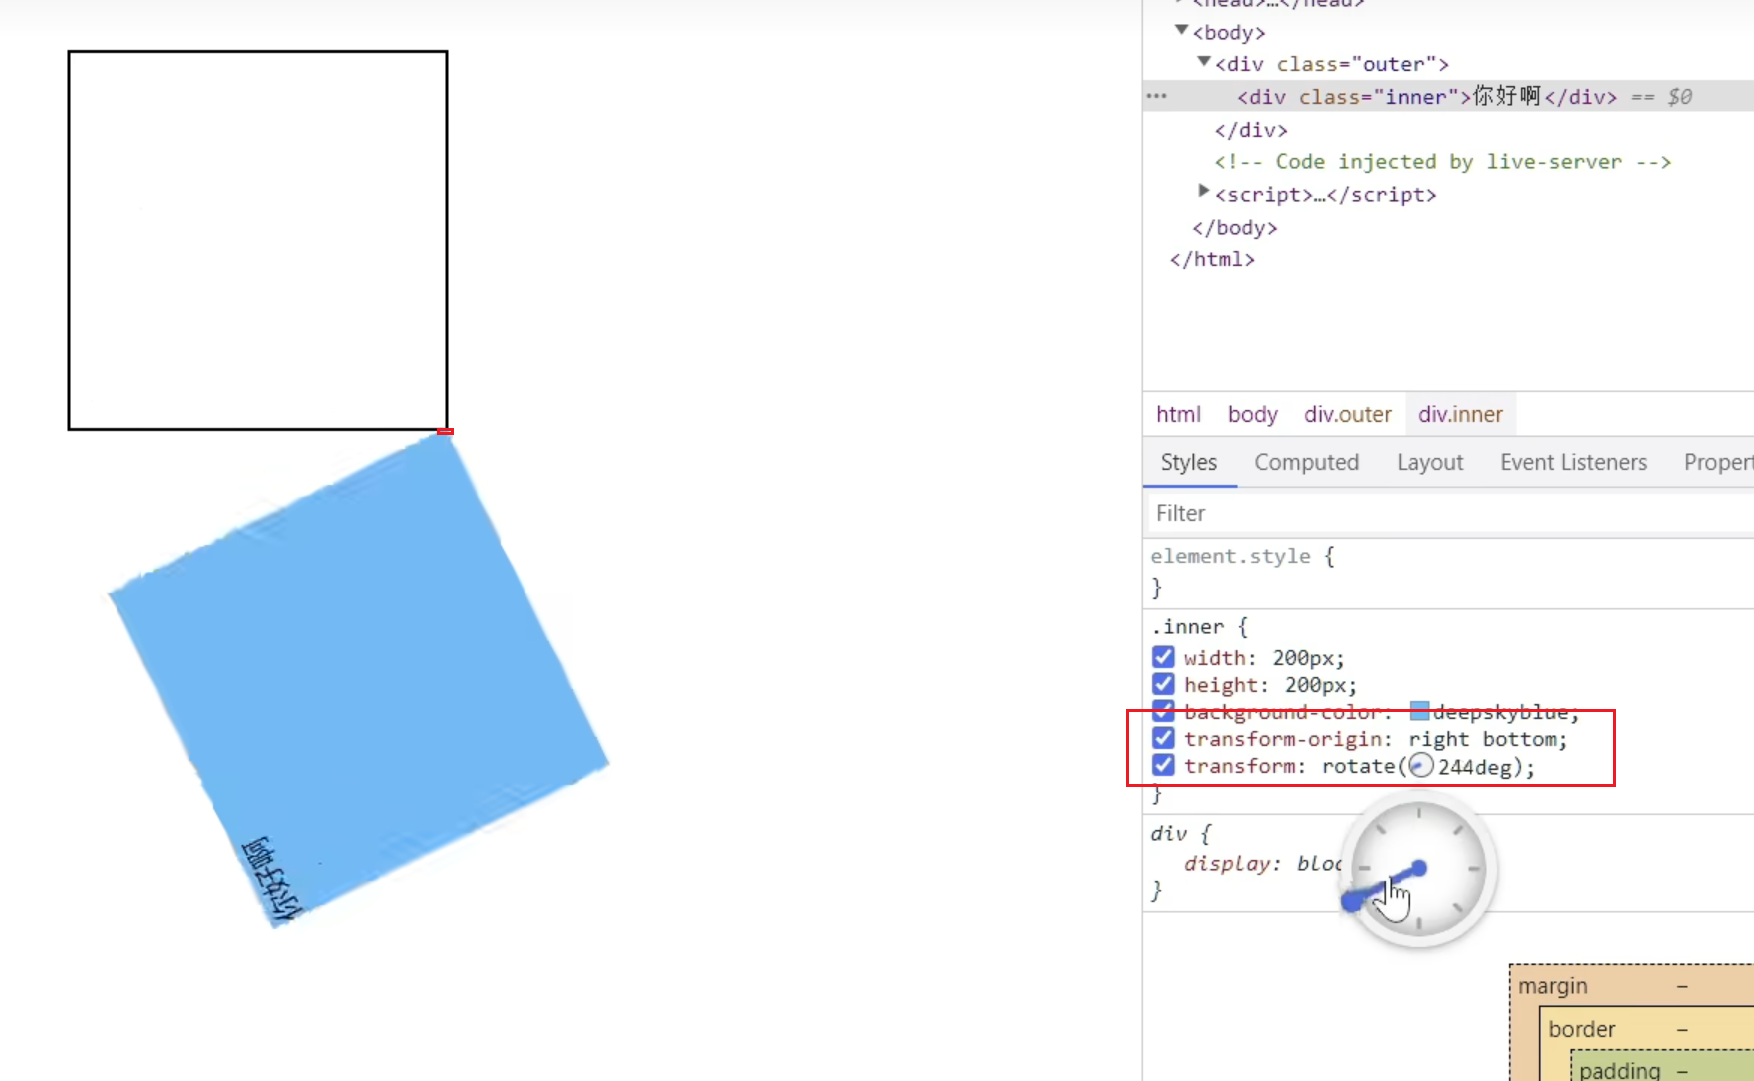 你好啊
<head>…</head>
<body>
<div class="outer">
<div class="inner">你好啊</div> == $0
</div>
<!-- Code injected by live-server -->
<script>…</script>
</body>
</html>
html body div.outer div.inner
Styles Computed Layout Event Listeners Propert
Filter
element.style {
}
.inner {
width: 200px;
height: 200px;
background-color: deepskyblue;
transform-origin: right bottom;
transform: rotate(244deg);
}
div {
display: bloc
}
margin –
border –
padding –